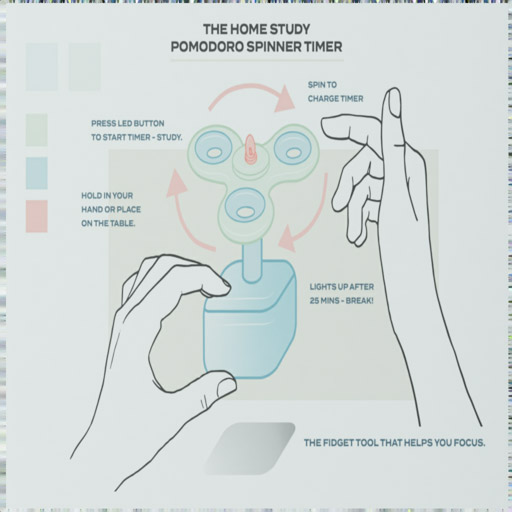 THE HOME STUDY
POMODORO SPINNER TIMER
SPIN TO
CHARGE TIMER
PRESS LED BUTTON
TO START TIMER - STUDY.
HOLD IN YOUR
HAND OR PLACE
ON THE TABLE.
LIGHTS UP AFTER
25 MINS - BREAK!
THE FIDGET TOOL THAT HELPS YOU FOCUS.